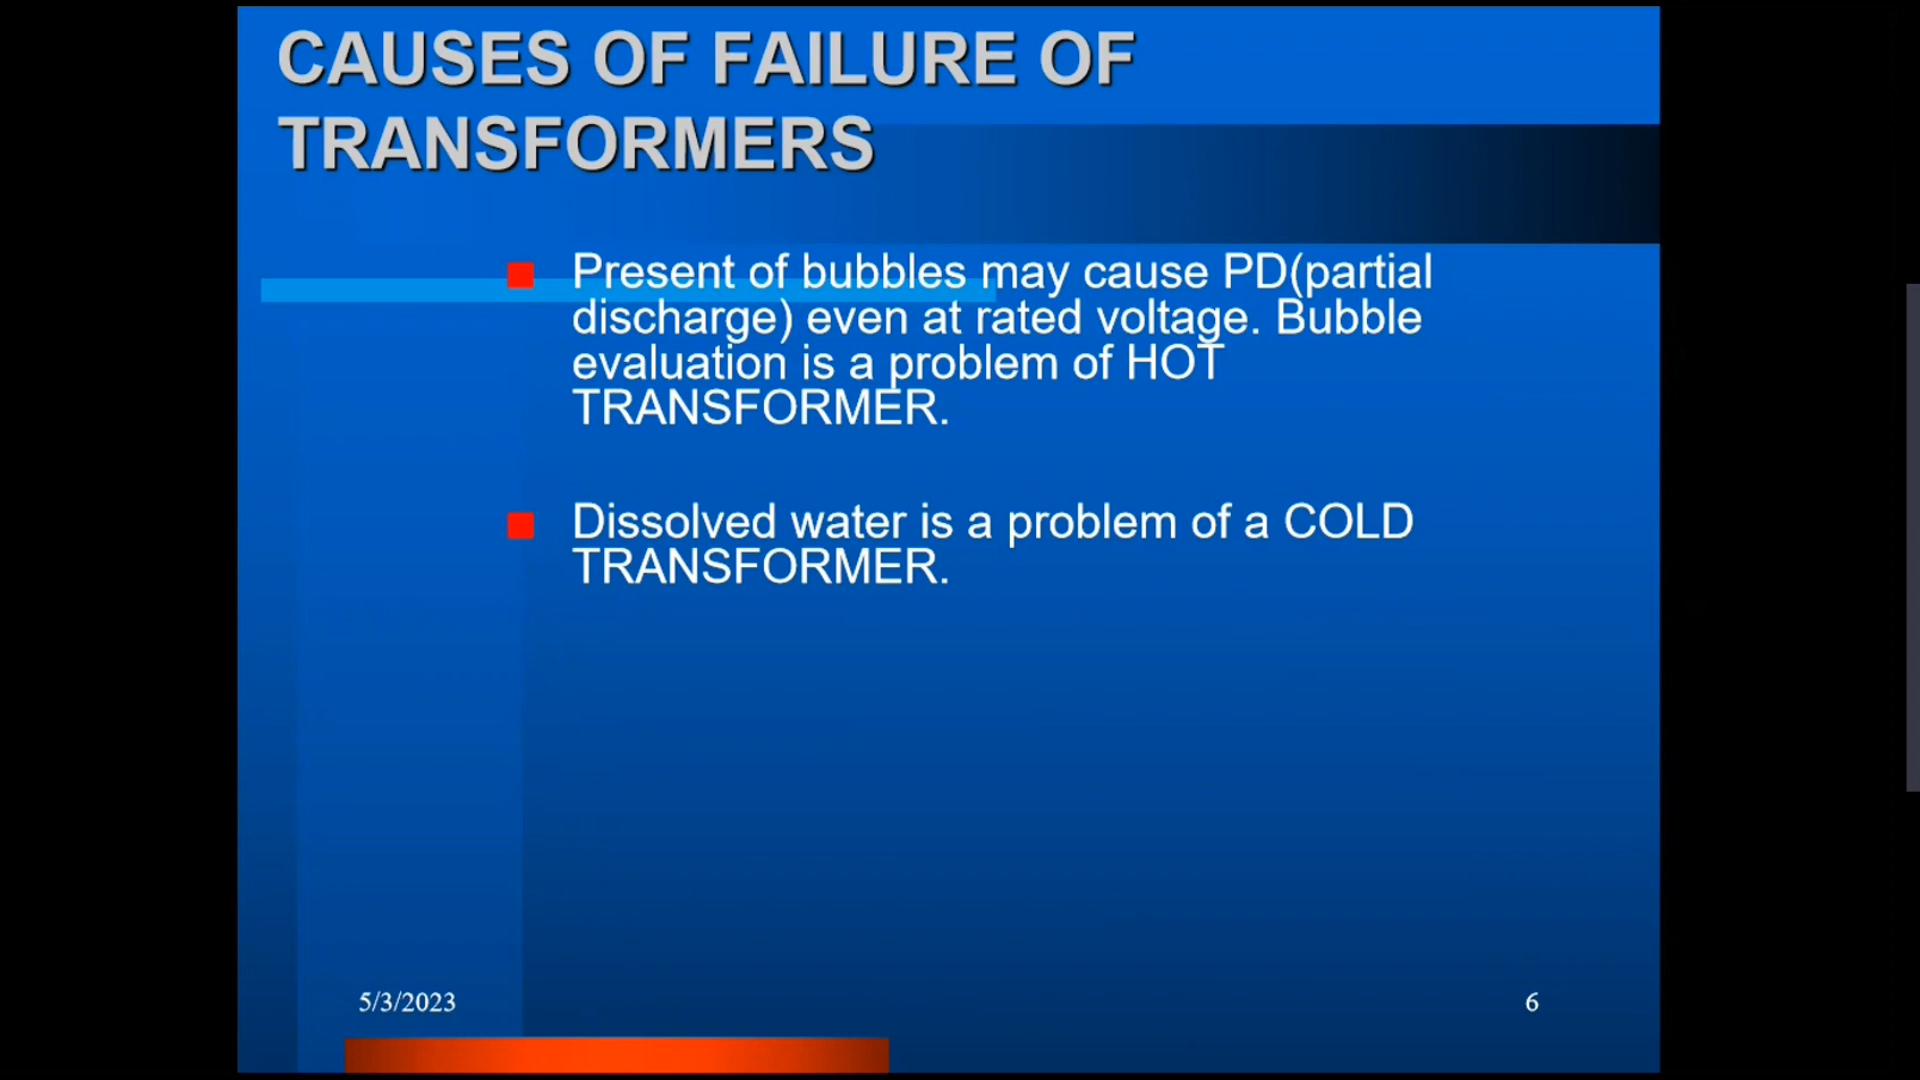 CAUSES OF FAILURE OF
TRANSFORMERS
Present of bubbles may cause PD(partial
discharge) even at rated voltage. Bubble
evaluation is a problem of HOT
TRANSFORMER.
Dissolved water is a problem of a COLD
TRANSFORMER.
5/3/2023
6